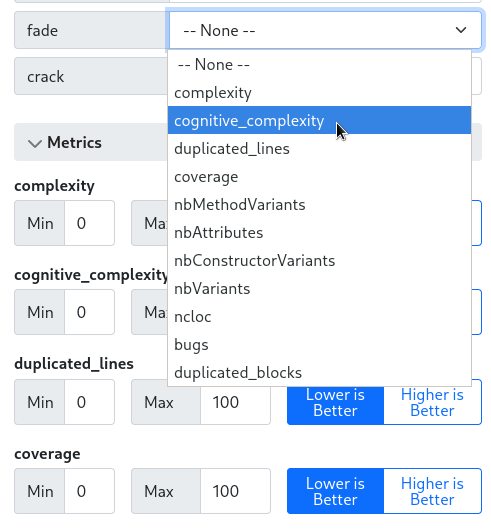 fade
-- None --
-- None --
crack
complexity
cognitive_complexity
duplicated_lines
coverage
nbMethodVariants
nbAttributes
nbConstructorVariants
nbVariants
ncloc
bugs
duplicated_blocks
Metrics
complexity
Min 0 Ma
cognitive_complexity
Min 0 Ma
duplicated_lines
Min 0 Max 100 Lower is Better Higher is Better
coverage
Min 0 Max 100 Lower is Better Higher is Better